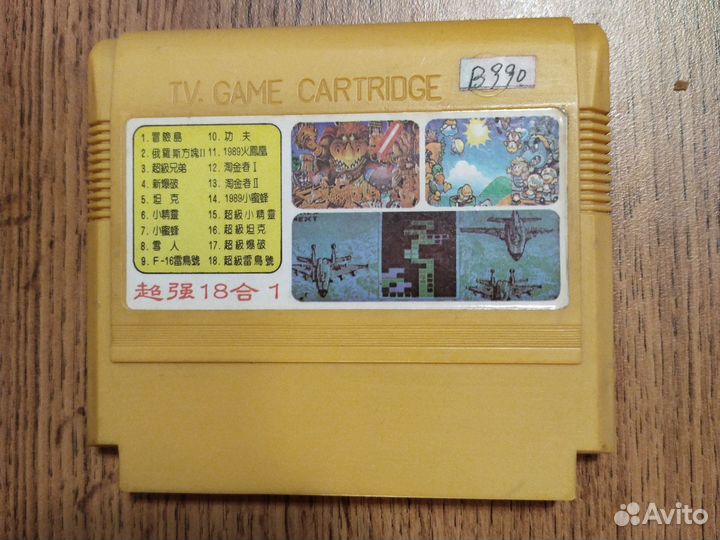 TV. GAME CARTRIDGE
B990
1. 冒險島
2. 俄羅斯方塊II
3. 超級兄弟
4. 新爆破
5. 坦克
6. 小精靈
7. 小蜜蜂
8. 雪人
9. F-16雷鳥號
10. 功夫
11. 1989火鳳凰
12. 淘金者I
13. 淘金者II
14. 1989小蜜蜂
15. 超級小精靈
16. 超級坦克
17. 超級爆破
18. 超級雷鳥號
NEXT
超强18合1
Avito